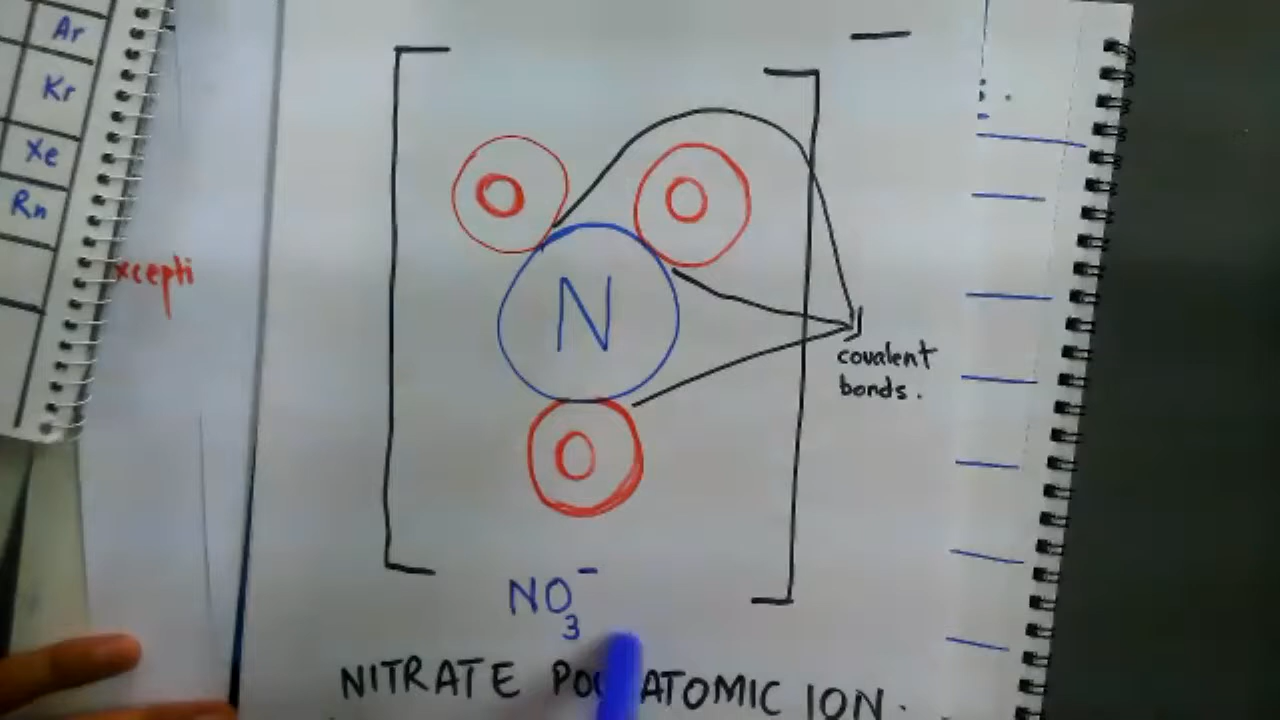 Ar
Kr
Xe
Rn
xcepti
O
O
N
O
covalent
bonds.
NO₃⁻
NITRATE ATOMIC ION.